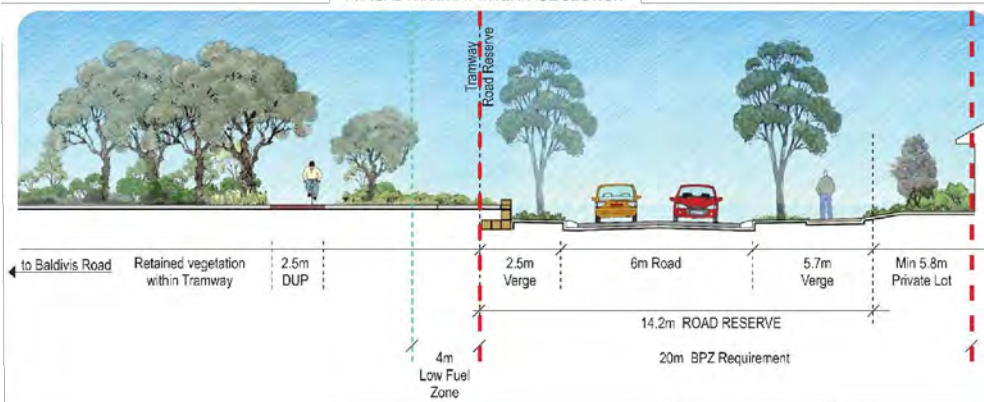 Tramway
Road Reserve
to Baldivis Road
Retained vegetation
within Tramway
2.5m
DUP
2.5m
Verge
6m Road
5.7m
Verge
Min 5.8m
Private Lot
14.2m ROAD RESERVE
4m
Low Fuel
Zone
20m BPZ Requirement